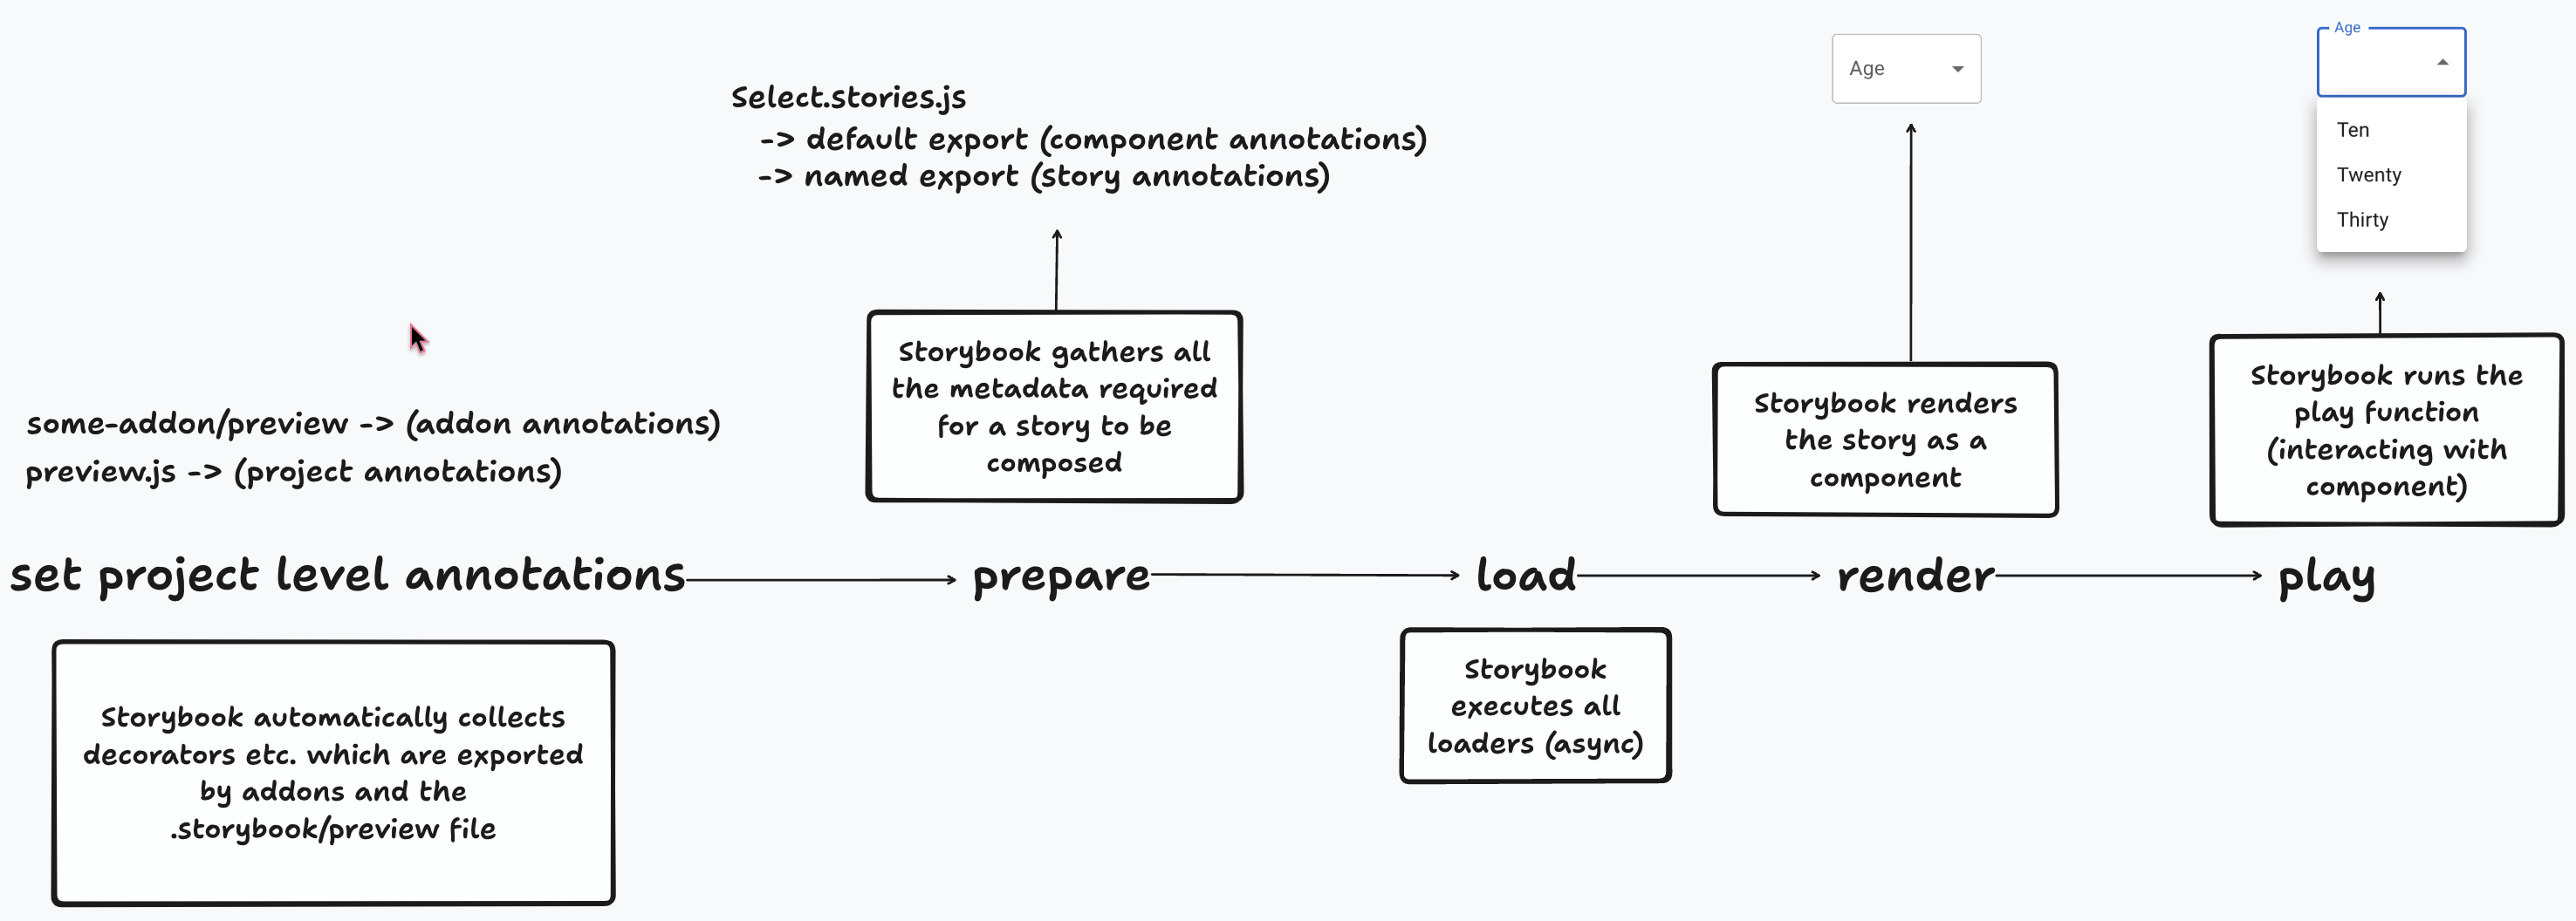 Age
Age
Ten
Twenty
Thirty
Select.stories.js
-> default export (component annotations)
-> named export (story annotations)
some-addon/preview -> (addon annotations)
preview.js -> (project annotations)
Storybook gathers all
the metadata required
for a story to be
composed
Storybook renders
the story as a
component
Storybook runs the
play function
(interacting with
component)
set project level annotations
prepare
load
render
play
Storybook automatically collects
decorators etc. which are exported
by addons and the
.storybook/preview file
Storybook
executes all
loaders (async)